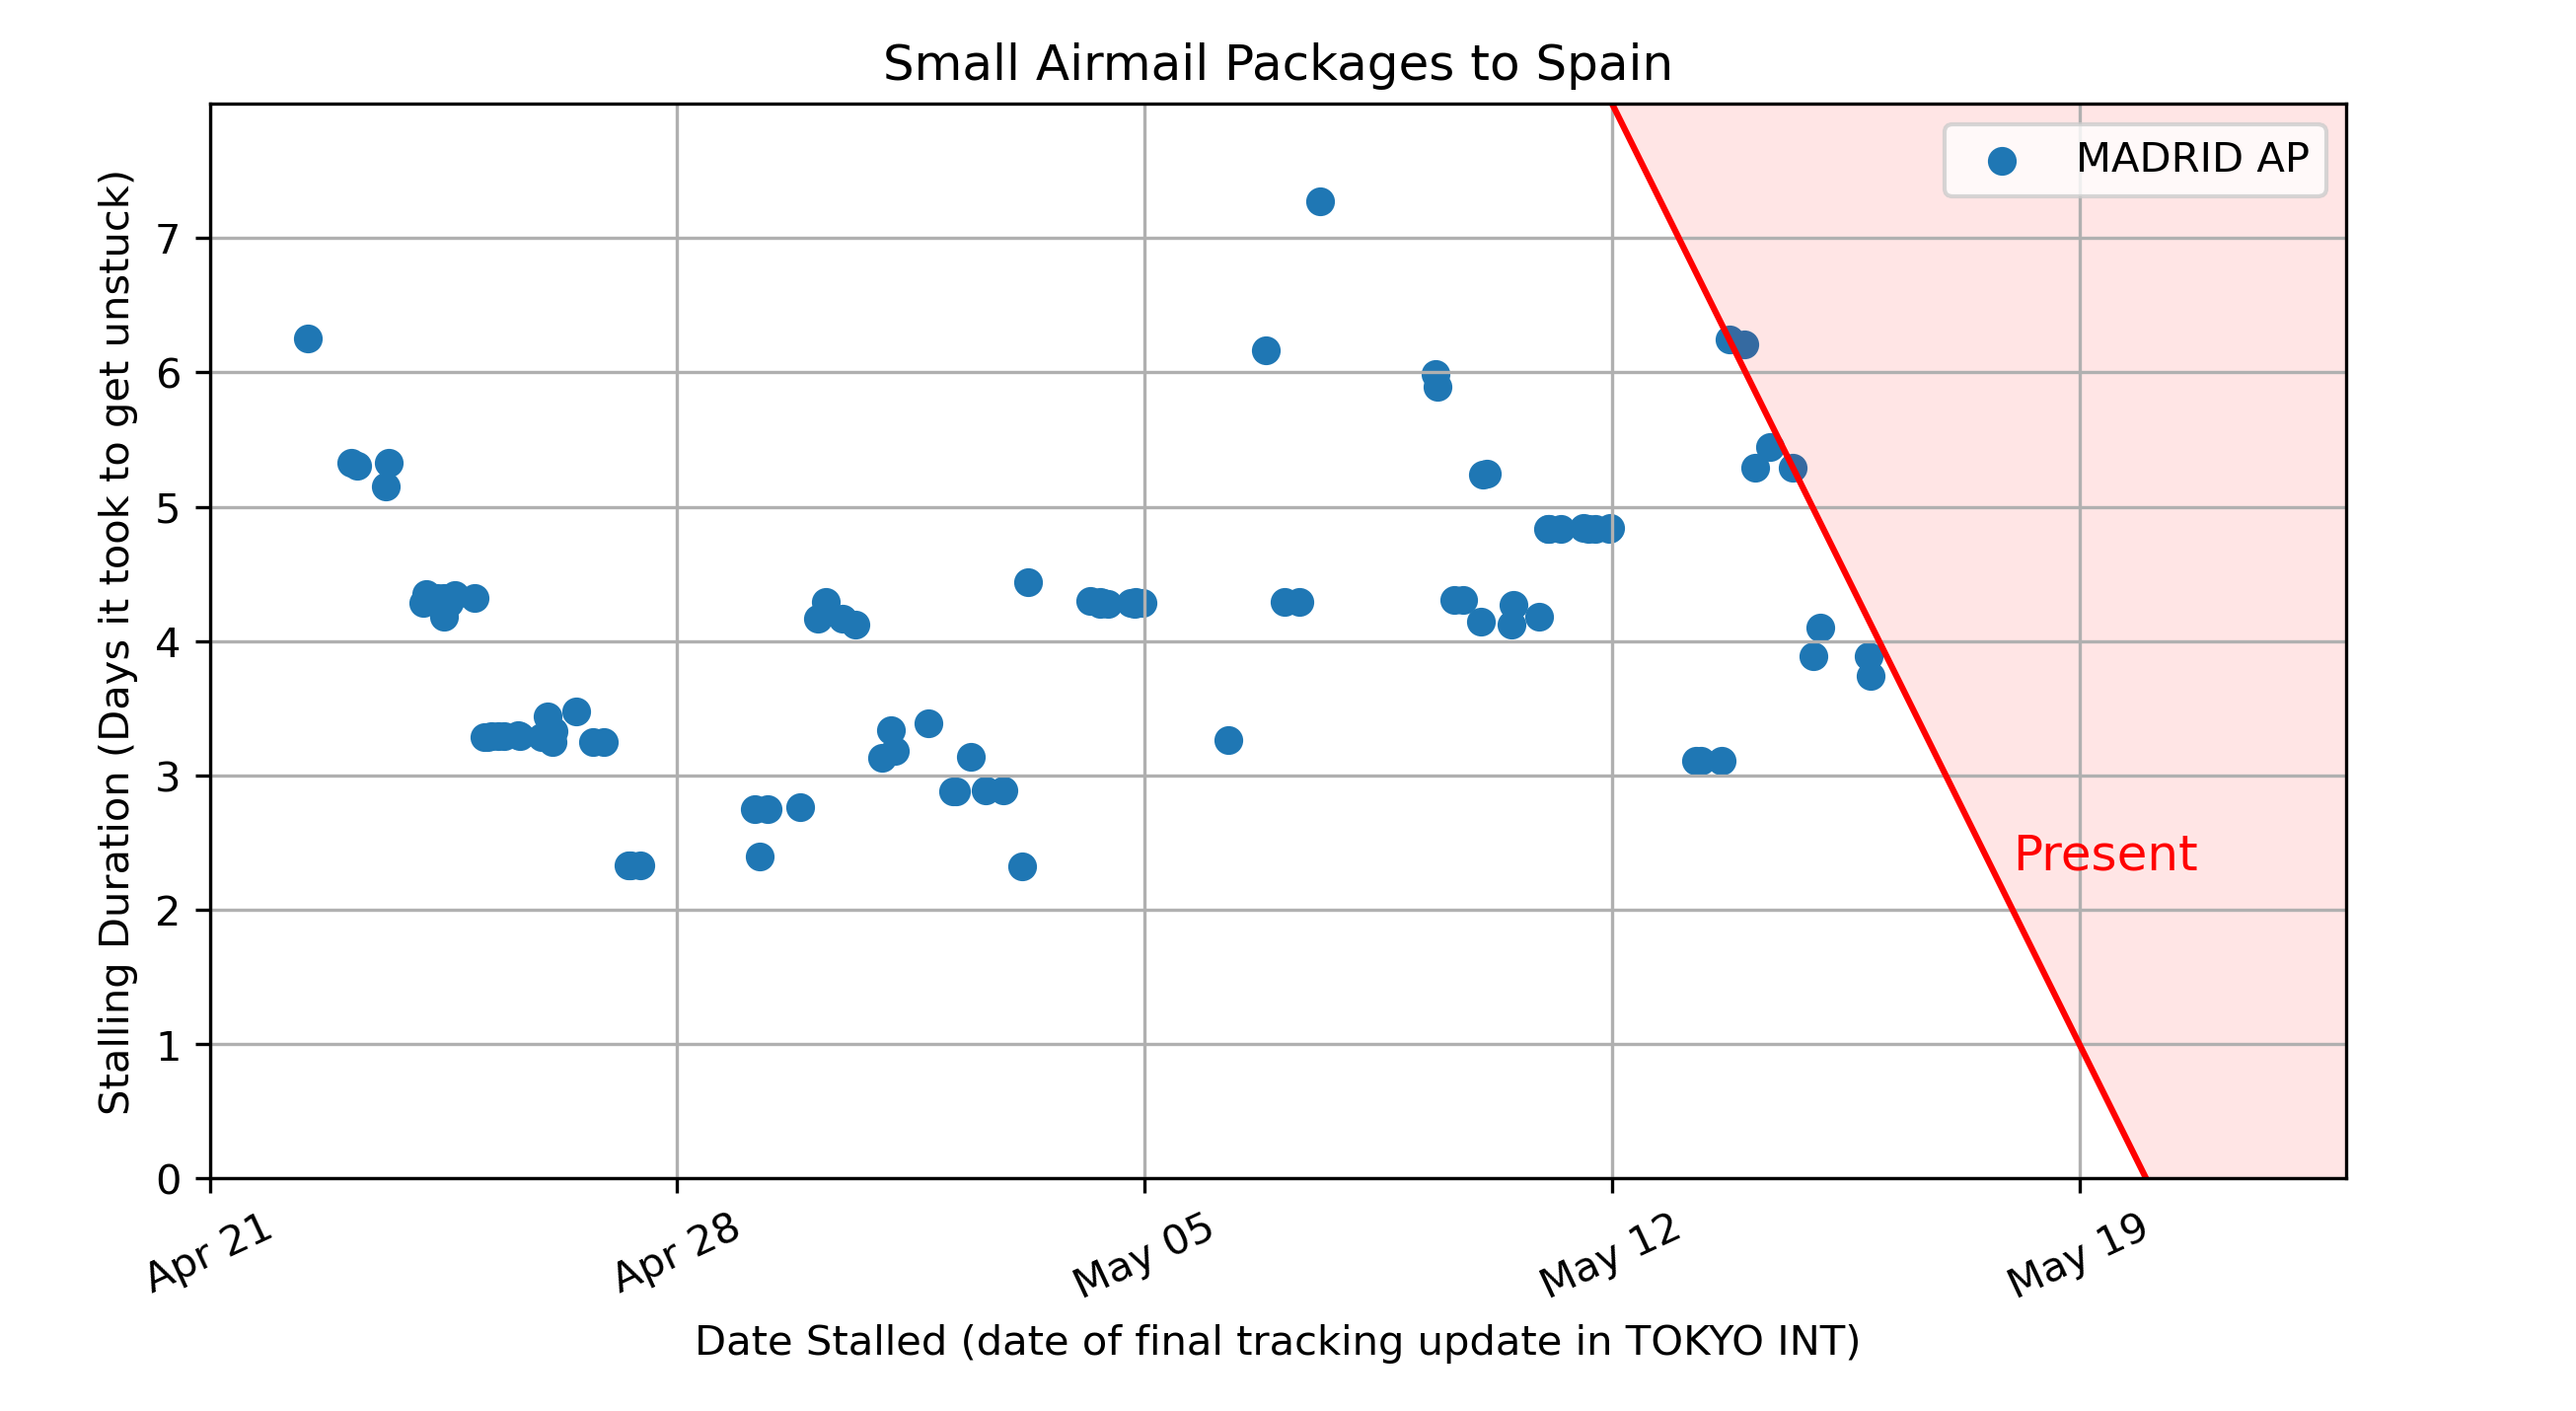 Small Airmail Packages to Spain
MADRID AP
Stalling Duration (Days it took to get unstuck)
7
6
5
4
3
2
1
0
Present
Apr 21
Apr 28
May 05
May 12
May 19
Date Stalled (date of final tracking update in TOKYO INT)